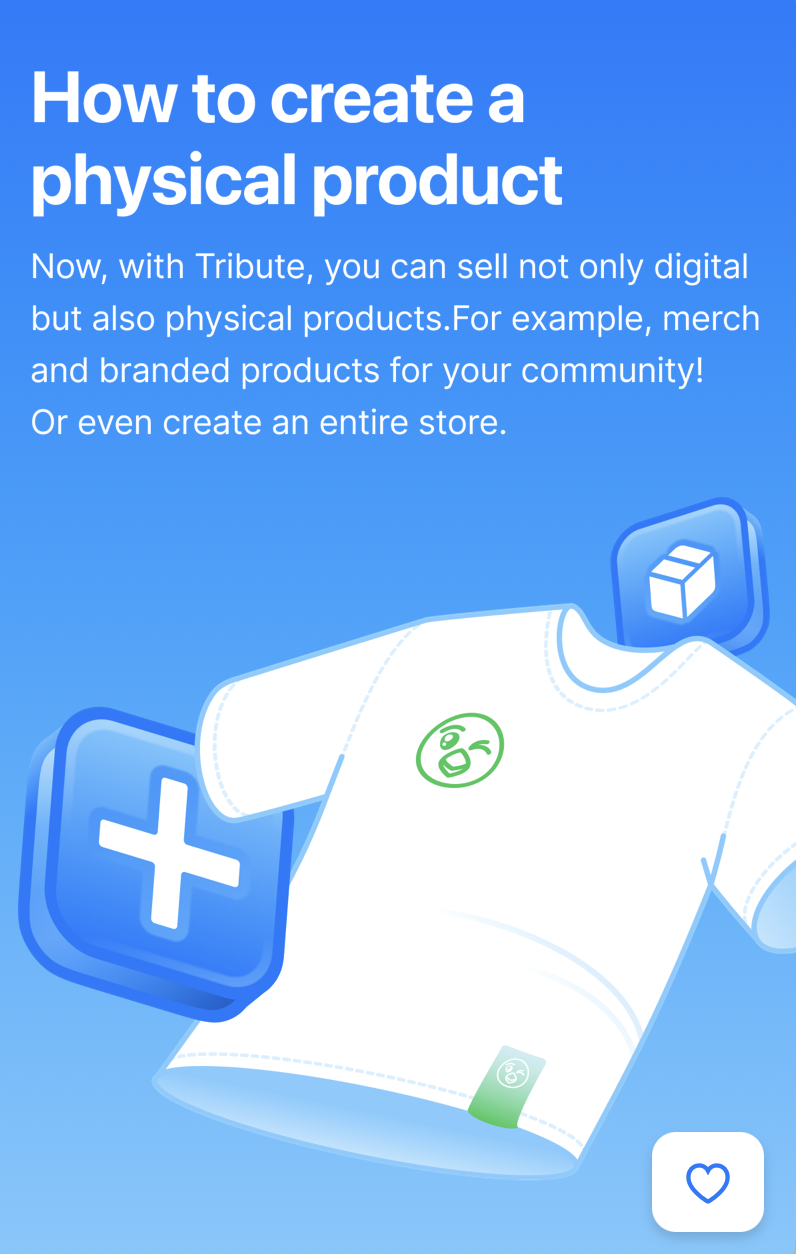 How to create a
physical product
Now, with Tribute, you can sell not only digital
but also physical products.For example, merch
and branded products for your community!
Or even create an entire store.